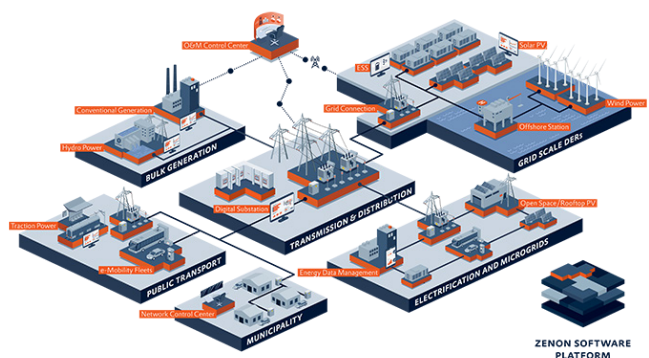 O&M Control Center
Solar PV
ESS
Conventional Generation
Grid Connection
Wind Power
Hydro Power
Offshore Station
BULK GENERATION
GRID SCALE DERs
Digital Substation
TRANSMISSION & DISTRIBUTION
Open Space/Rooftop PV
Traction Power
e-Mobility Fleets
Energy Data Management
PUBLIC TRANSPORT
ELECTRIFICATION AND MICROGRIDS
Network Control Center
MUNICIPALITY
ZENON SOFTWARE
PLATFORM